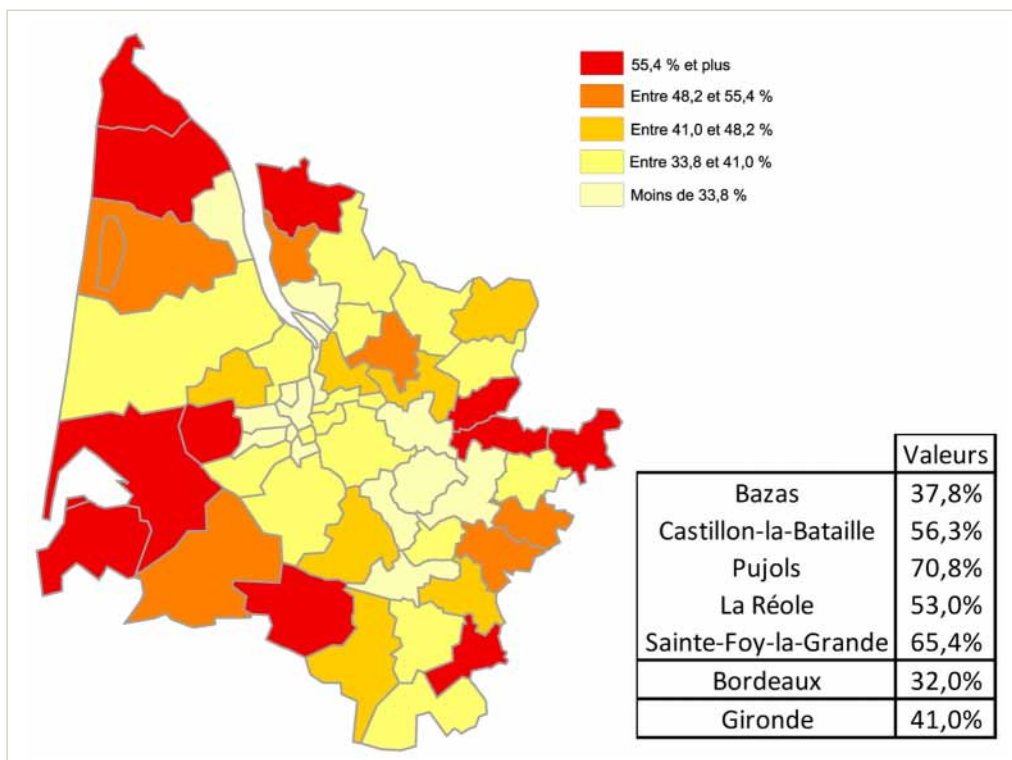 55,4 % et plus
Entre 48,2 et 55,4 %
Entre 41,0 et 48,2 %
Entre 33,8 et 41,0 %
Moins de 33,8 %
Valeurs
Bazas 37,8%
Castillon-la-Bataille 56,3%
Pujols 70,8%
La Réole 53,0%
Sainte-Foy-la-Grande 65,4%
Bordeaux 32,0%
Gironde 41,0%